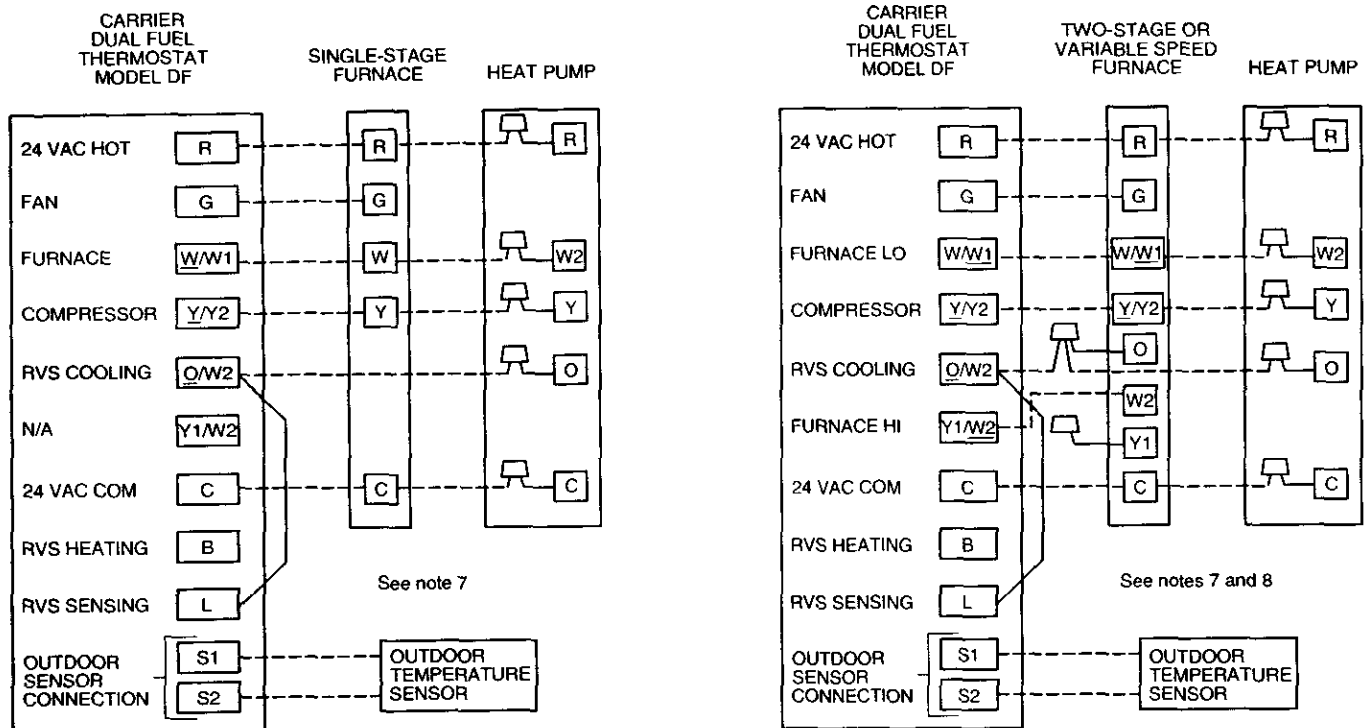 CARRIER
DUAL FUEL
THERMOSTAT
MODEL DF
SINGLE-STAGE
FURNACE
HEAT PUMP
24 VAC HOT R R R
FAN G G
FURNACE W/W1 W W2
COMPRESSOR Y/Y2 Y Y
RVS COOLING O/W2 O
N/A Y1/W2
24 VAC COM C C C
RVS HEATING B
RVS SENSING L
See note 7
OUTDOOR
SENSOR
CONNECTION
S1
S2
OUTDOOR
TEMPERATURE
SENSOR
CARRIER
DUAL FUEL
THERMOSTAT
MODEL DF
TWO-STAGE OR
VARIABLE SPEED
FURNACE
HEAT PUMP
24 VAC HOT R R R
FAN G G
FURNACE LO W/W1 W/W1 W2
COMPRESSOR Y/Y2 Y/Y2 Y
O
RVS COOLING O/W2 O
W2
FURNACE HI Y1/W2
Y1
24 VAC COM C C C
RVS HEATING B
RVS SENSING L
See notes 7 and 8
OUTDOOR
SENSOR
CONNECTION
S1
S2
OUTDOOR
TEMPERATURE
SENSOR